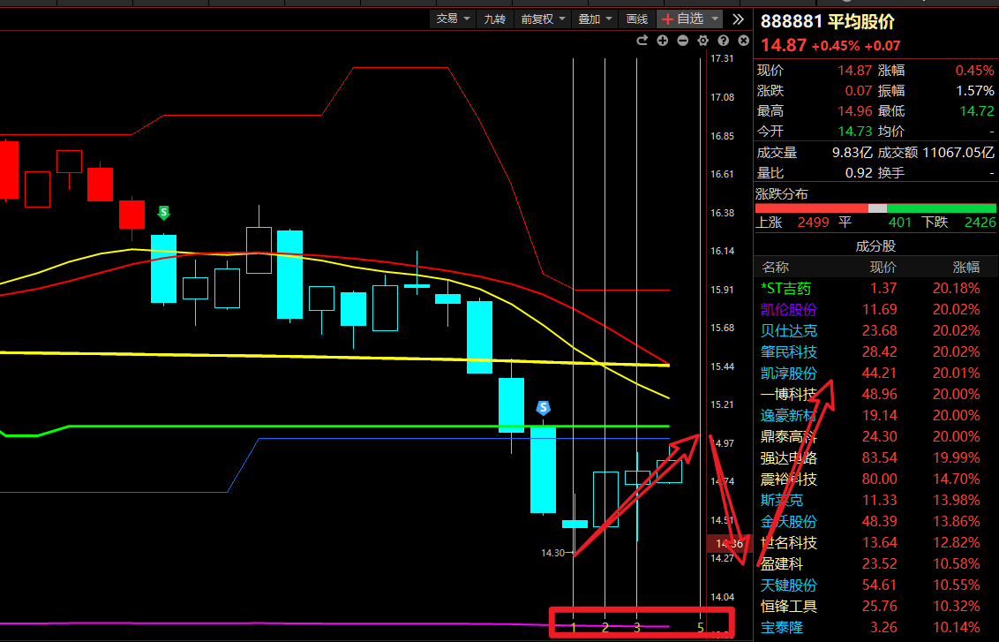 交易 九转 前复权 叠加 画线 +自选
888881 平均股价
14.87 +0.45% +0.07
现价 14.87 涨幅 0.45%
涨跌 0.07 振幅 1.57%
最高 14.96 最低 14.72
今开 14.73 均价 -
成交量 9.83亿 成交额 11067.05亿
量比 0.92 换手 -
涨跌分布
上涨 2499 平 401 下跌 2426
成分股
名称 现价 涨幅
*ST吉药 1.37 20.18%
凯伦股份 11.69 20.02%
贝仕达克 23.68 20.02%
肇民科技 28.42 20.02%
凯淳股份 44.21 20.01%
一博科技 48.96 20.00%
逸豪新材 19.14 20.00%
鼎泰高科 24.30 20.00%
强达电路 83.54 19.99%
震裕科技 80.00 14.70%
斯莱克 11.33 13.98%
金沃股份 48.39 13.86%
世名科技 13.64 12.82%
盈建科 23.52 10.58%
天键股份 54.61 10.55%
恒锋工具 25.76 10.32%
宝泰隆 3.26 10.14%
17.31
17.08
16.85
16.61
16.38
16.14
15.91
15.68
15.44
15.21
14.97
14.74
14.51
14.36
14.27
14.04
S
S
14.30
1 2 3 5